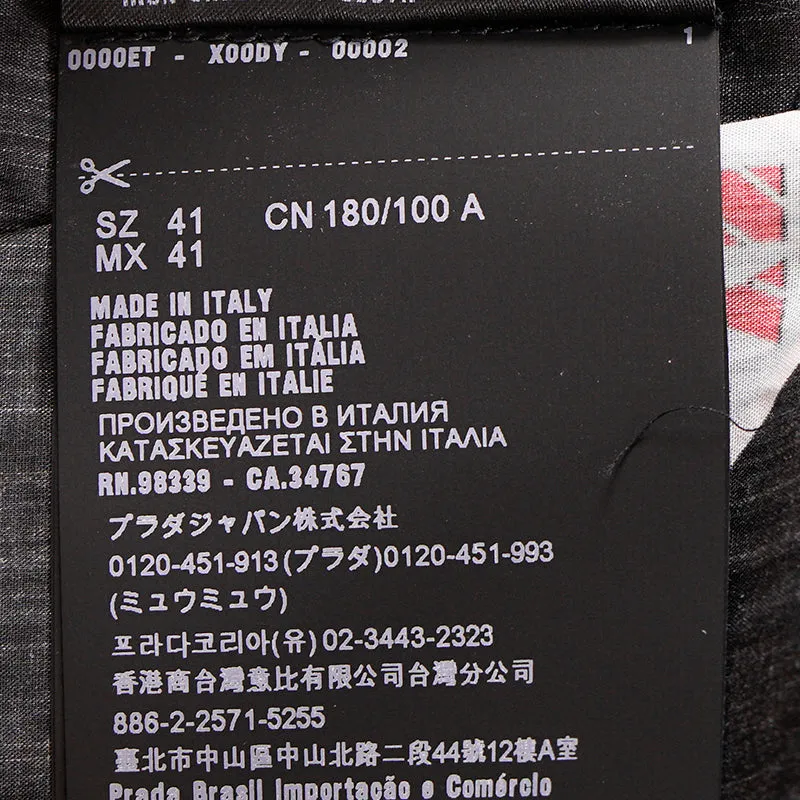 0000ET - X00DY - 00002
1
SZ 41 CN 180/100 A
MX 41
MADE IN ITALY
FABRICADO EN ITALIA
FABRICADO EM ITÁLIA
FABRIQUÉ EN ITALIE
ПРОИЗВЕДЕНО В ИТАЛИЯ
ΚΑΤΑΣΚΕΥΑΖΕΤΑΙ ΣΤΗΝ ΙΤΑΛΙΑ
RN.98339 - CA.34767
プラダジャパン株式会社
0120-451-913(プラダ)0120-451-993
(ミュウミュウ)
프라다코리아(유) 02-3443-2323
香港商台灣意比有限公司台灣分公司
886-2-2571-5255
臺北市中山區中山北路二段44號12樓A室
Prada Brasil Importação e Comércio